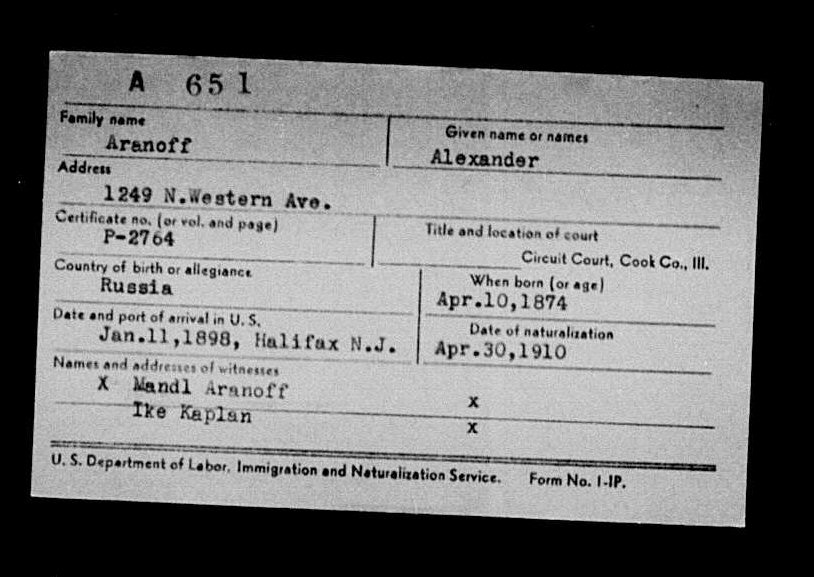 A 651
Family name
Given name or names
Aranoff
Alexander
Address
1249 N.Western Ave.
Certificate no. (or vol. and page)
Title and location of court
P-2764
Circuit Court, Cook Co., Ill.
Country of birth or allegiance
When born (or age)
Russia
Apr.10,1874
Date and port of arrival in U. S.
Date of naturalization
Jan.11,1898, Halifax N.J.
Apr.30,1910
Names and addresses of witnesses
X Mandl Aranoff
X
Ike Kaplan
X
U. S. Department of Labor, Immigration and Naturalization Service. Form No. 1-IP.